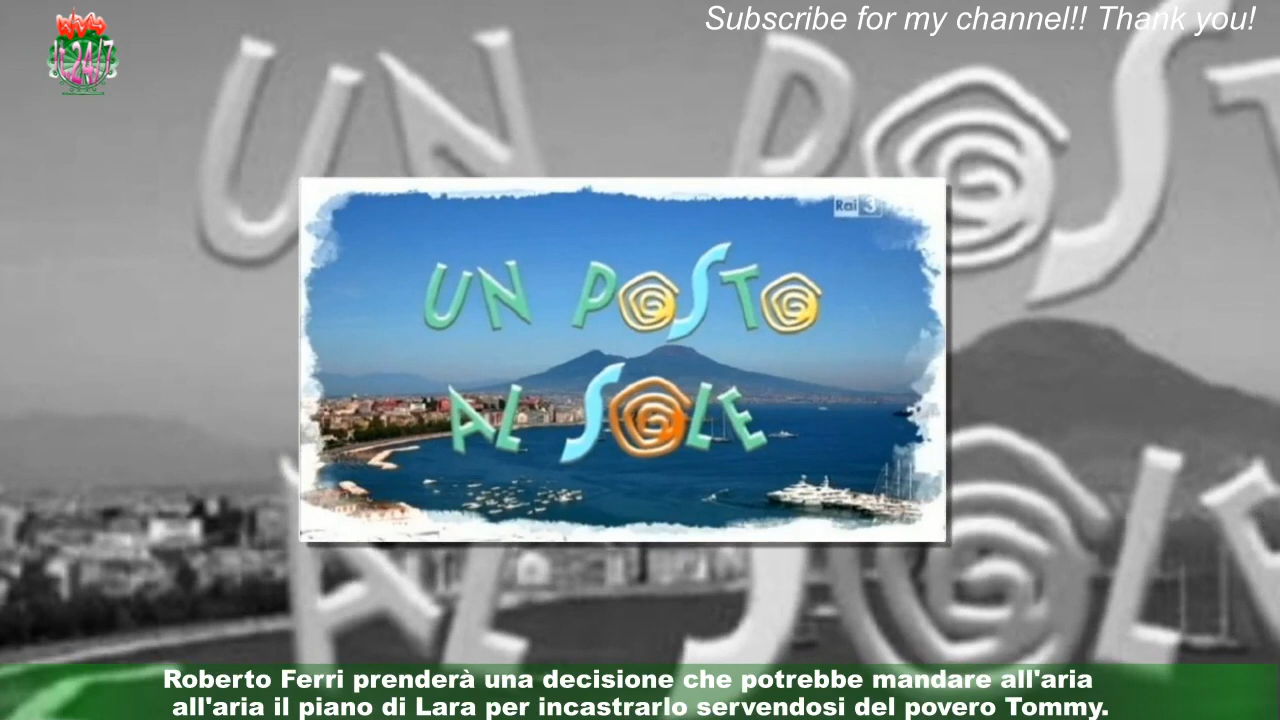 Subscribe for my channel!! Thank you!
24/7
Rai 3
UN POSTO
AL SOLE
Roberto Ferri prenderà una decisione che potrebbe mandare all'aria
all'aria il piano di Lara per incastrarlo servendosi del povero Tommy.